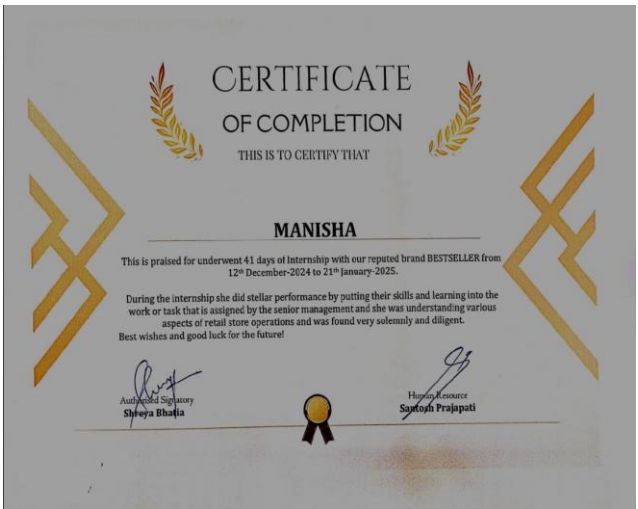 CERTIFICATE
OF COMPLETION
THIS IS TO CERTIFY THAT
MANISHA
This is praised for underwent 41 days of Internship with our reputed brand BESTSELLER from
12th December-2024 to 21th January-2025.
During the internship she did stellar performance by putting their skills and learning into the
work or task that is assigned by the senior management and she was understanding various
aspects of retail store operations and was found very solemnly and diligent.
Best wishes and good luck for the future!
Authorised Signatory
Shreya Bhatia
Human Resource
Santosh Prajapati